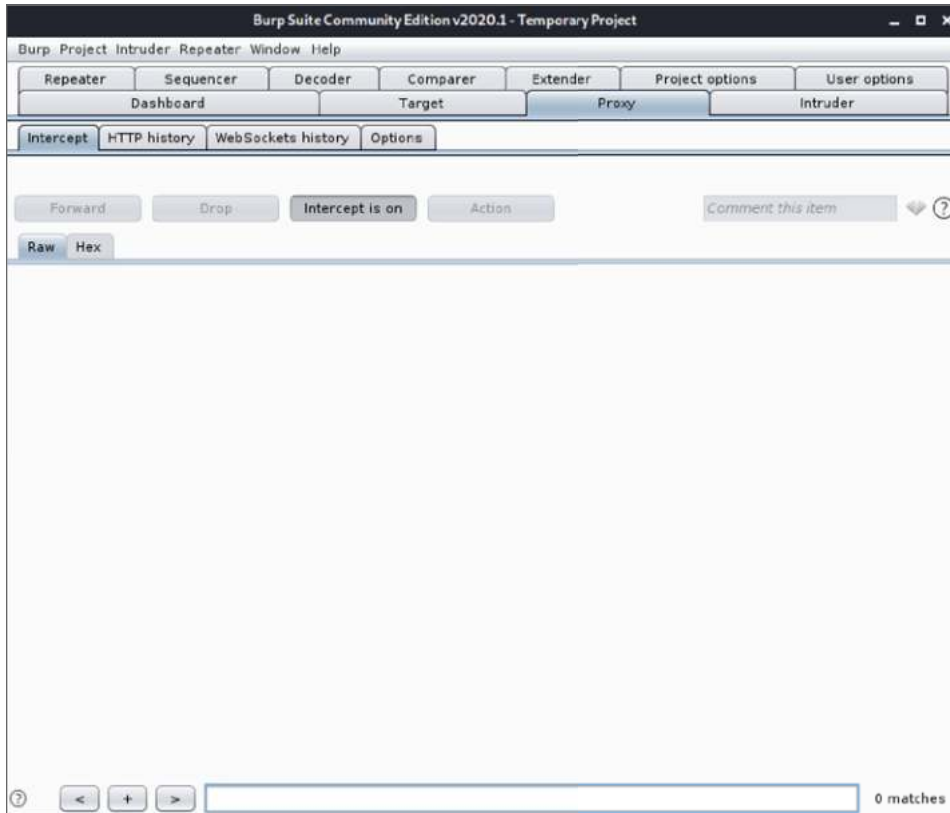 Burp Suite Community Edition v2020.1 - Temporary Project
Burp Project Intruder Repeater Window Help
Repeater Sequencer Decoder Comparer Extender Project options User options
Dashboard Target Proxy Intruder
Intercept HTTP history WebSockets history Options
Forward Drop Intercept is on Action Comment this item ?
Raw Hex
? < + > 0 matches